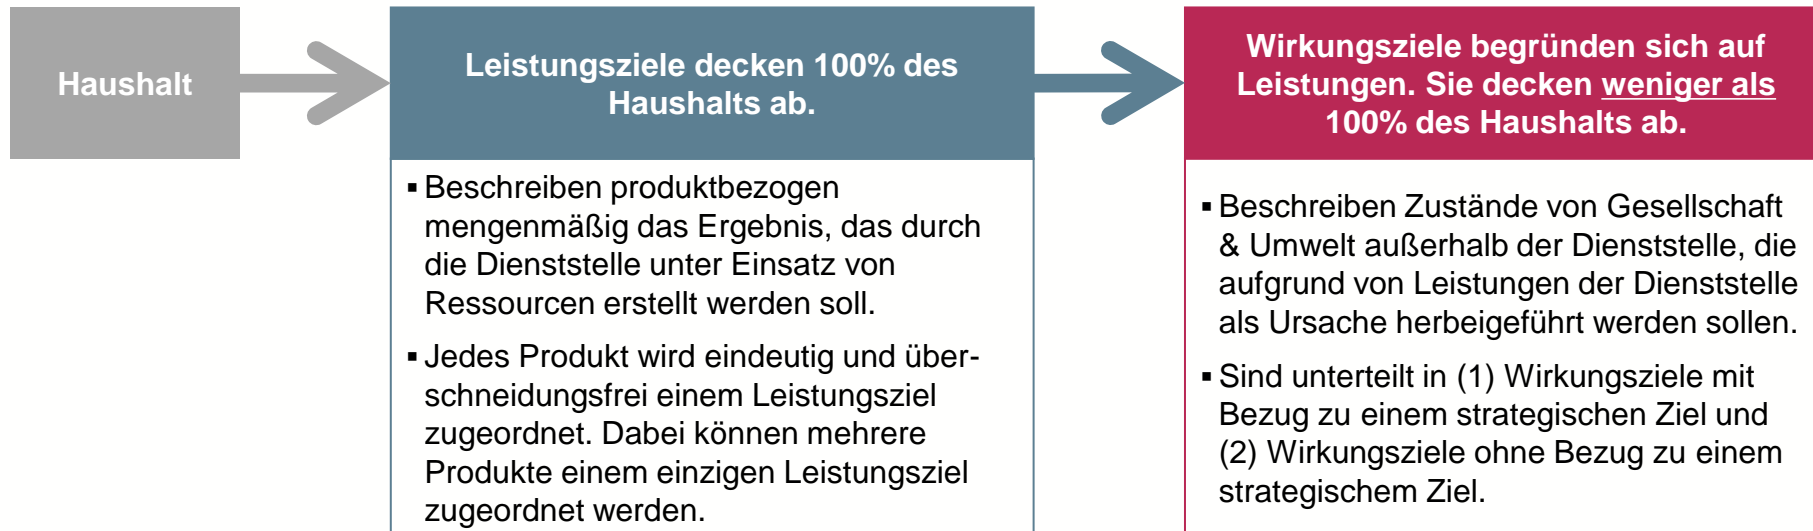 Haushalt
Leistungsziele decken 100% des
Haushalts ab.
▪ Beschreiben produktbezogen
mengenmäßig das Ergebnis, das durch
die Dienststelle unter Einsatz von
Ressourcen erstellt werden soll.
▪ Jedes Produkt wird eindeutig und über-
schneidungsfrei einem Leistungsziel
zugeordnet. Dabei können mehrere
Produkte einem einzigen Leistungsziel
zugeordnet werden.
Wirkungsziele begründen sich auf
Leistungen. Sie decken weniger als
100% des Haushalts ab.
▪ Beschreiben Zustände von Gesellschaft
& Umwelt außerhalb der Dienststelle, die
aufgrund von Leistungen der Dienststelle
als Ursache herbeigeführt werden sollen.
▪ Sind unterteilt in (1) Wirkungsziele mit
Bezug zu einem strategischen Ziel und
(2) Wirkungsziele ohne Bezug zu einem
strategischem Ziel.